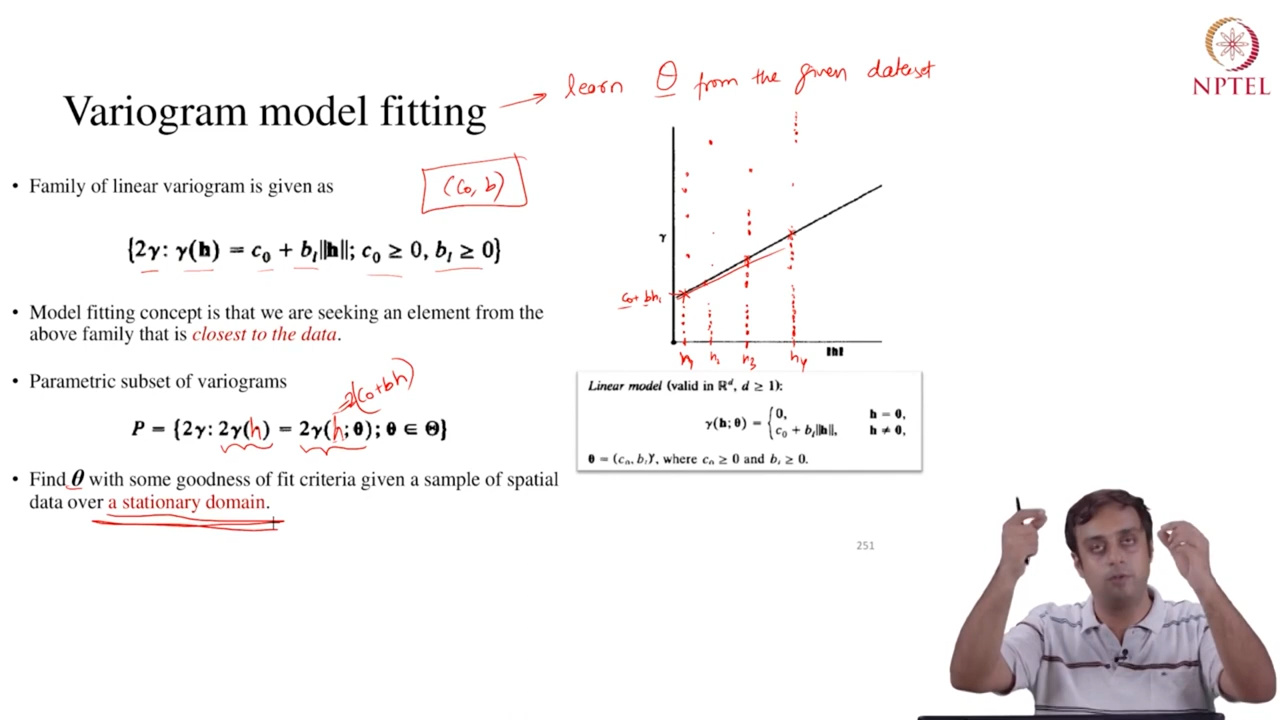 NPTEL
learn θ from the given dataset
Variogram model fitting
• Family of linear variogram is given as
(c₀, b)
{2γ: γ(h) = c₀ + bₗ‖h‖; c₀ ≥ 0, bₗ ≥ 0}
• Model fitting concept is that we are seeking an element from the
above family that is closest to the data.
• Parametric subset of variograms
2(c₀+bh)
P = {2γ: 2γ(h) = 2γ(h; θ); θ ∈ Θ}
• Find θ with some goodness of fit criteria given a sample of spatial
data over a stationary domain.
γ
c₀ + bh₁
h₁ h₂ h₃ h₄
‖h‖
Linear model (valid in ℝᵈ, d ≥ 1):
γ(h; θ) = { 0, h = 0,
c₀ + bₗ‖h‖, h ≠ 0,
θ = (c₀, bₗ)′, where c₀ ≥ 0 and bₗ ≥ 0.
251